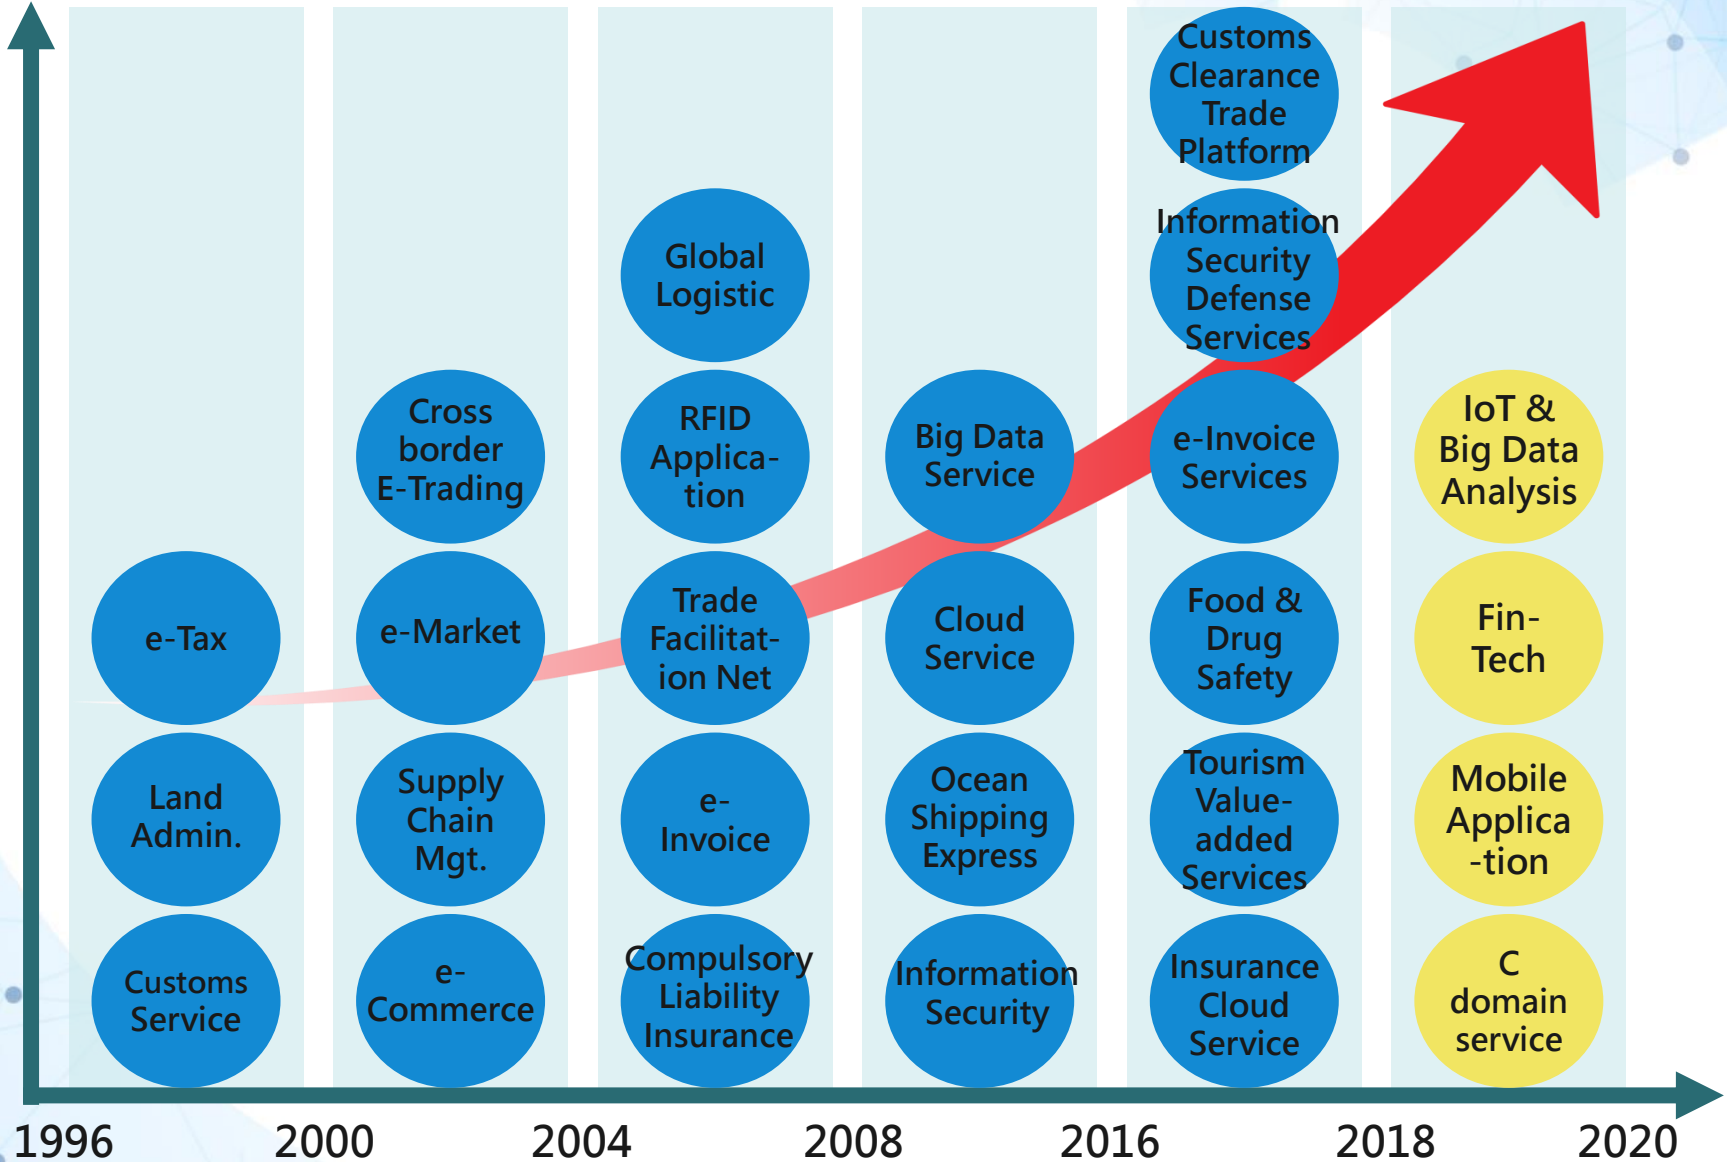 e-Tax
Land
Admin.
Customs
Service
Cross
border
E-Trading
e-Market
Supply
Chain
Mgt.
e-
Commerce
Global
Logistic
RFID
Applica-
tion
Trade
Facilitat-
ion Net
e-
Invoice
Compulsory
Liability
Insurance
Big Data
Service
Cloud
Service
Ocean
Shipping
Express
Information
Security
Customs
Clearance
Trade
Platform
Information
Security
Defense
Services
e-Invoice
Services
Food &
Drug
Safety
Tourism
Value-
added
Services
Insurance
Cloud
Service
IoT &
Big Data
Analysis
Fin-
Tech
Mobile
Applica
-tion
C
domain
service
1996 2000 2004 2008 2016 2018 2020